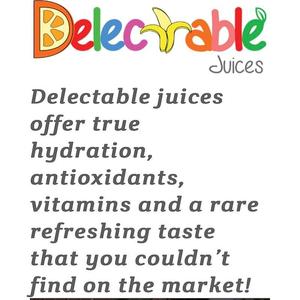 Delectable
Juices
Delectable juices
offer true
hydration,
antioxidants,
vitamins and a rare
refreshing taste
that you couldn't
find on the market!